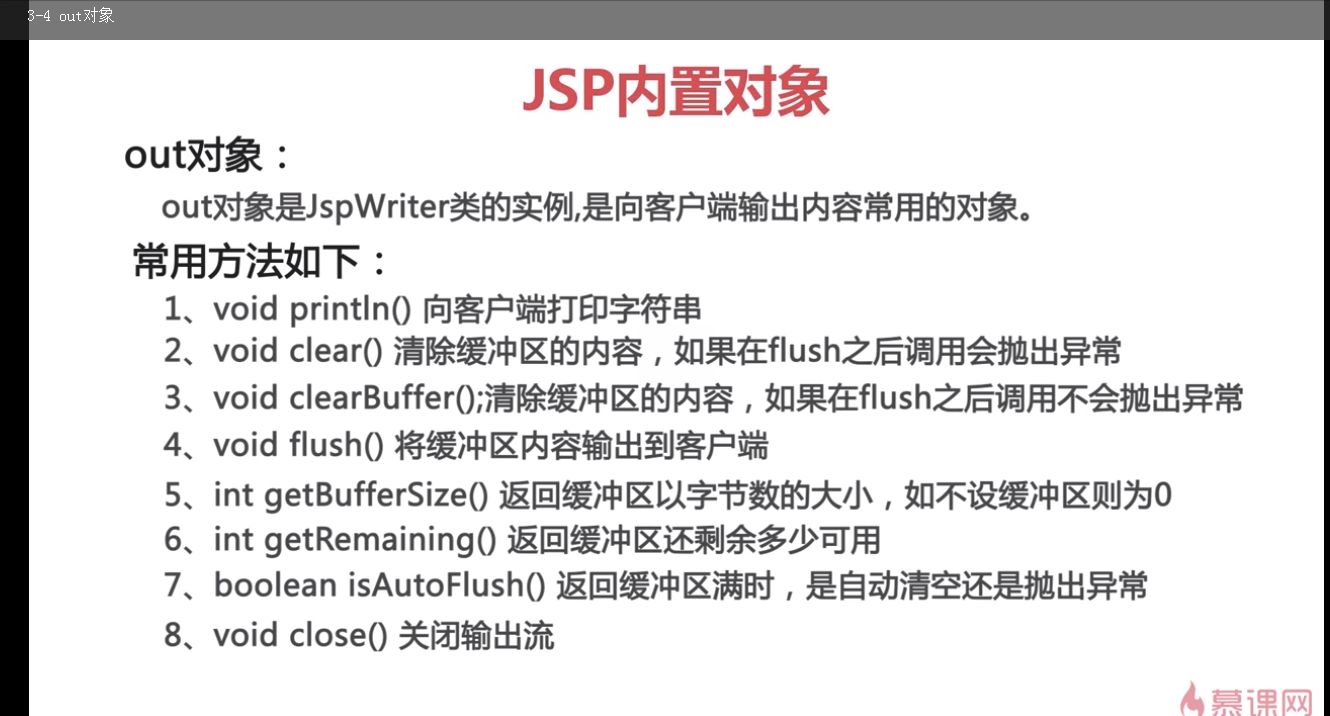 3-4 out对象
JSP内置对象
out对象：
out对象是JspWriter类的实例,是向客户端输出内容常用的对象。
常用方法如下：
1、void println() 向客户端打印字符串
2、void clear() 清除缓冲区的内容，如果在flush之后调用会抛出异常
3、void clearBuffer();清除缓冲区的内容，如果在flush之后调用不会抛出异常
4、void flush() 将缓冲区内容输出到客户端
5、int getBufferSize() 返回缓冲区以字节数的大小，如不设缓冲区则为0
6、int getRemaining() 返回缓冲区还剩余多少可用
7、boolean isAutoFlush() 返回缓冲区满时，是自动清空还是抛出异常
8、void close() 关闭输出流
慕课网